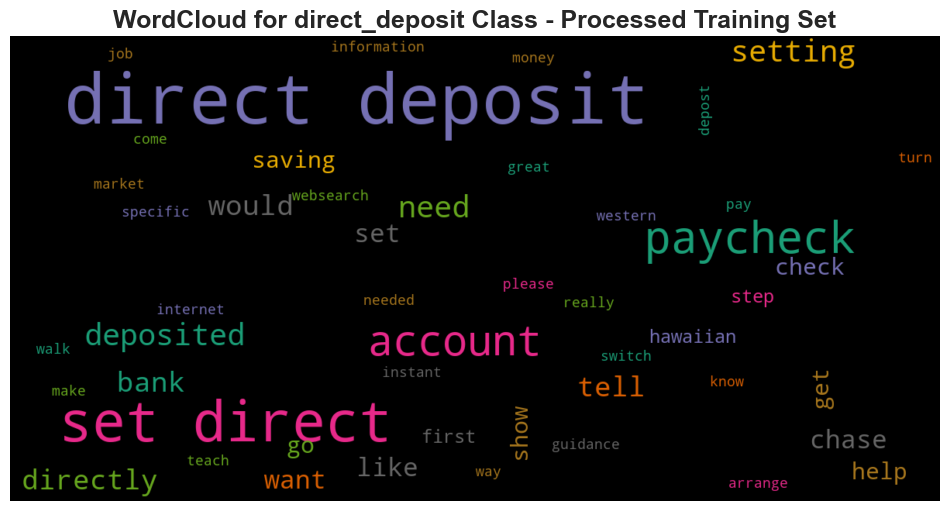 WordCloud for direct_deposit Class - Processed Training Set
job
information
money
setting
direct deposit
depost
come
saving
great
turn
market
websearch
specific
would
need
western
pay
set
paycheck
check
please
step
internet
needed
really
deposited
account
hawaiian
walk
switch
instant
bank
tell
know
get
make
set direct
go
first
show
guidance
chase
teach
like
way
help
directly
want
arrange